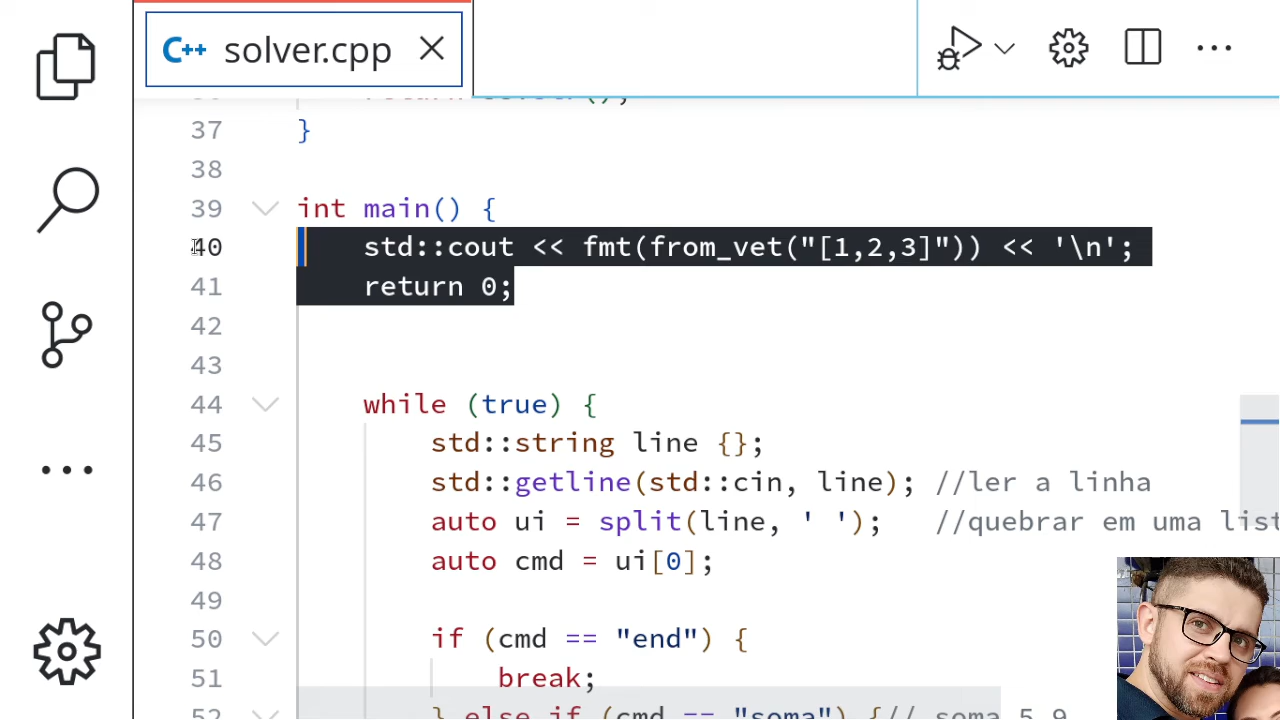 solver.cpp
37 }
38
39 int main() {
40 std::cout << fmt(from_vet("[1,2,3]")) << '\n';
41 return 0;
42
43
44 while (true) {
45 std::string line {};
46 std::getline(std::cin, line); //ler a linha
47 auto ui = split(line, ' '); //quebrar em uma list
48 auto cmd = ui[0];
49
50 if (cmd == "end") {
51 break;
52 } else if (cmd == "soma") {// soma 5 9